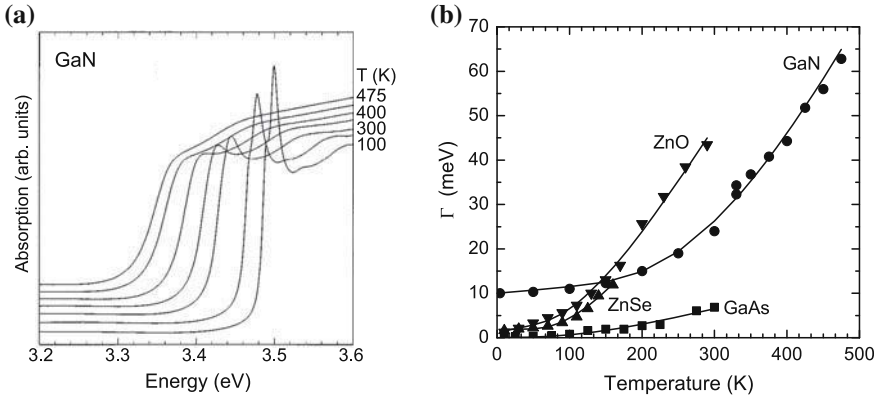 (a)
GaN
T (K)
475
400
300
100
Absorption (arb. units)
3.2 3.3 3.4 3.5 3.6
Energy (eV)
(b)
70
60
50
40
30
20
10
0
Γ (meV)
GaN
ZnO
ZnSe
GaAs
0 100 200 300 400 500
Temperature (K)